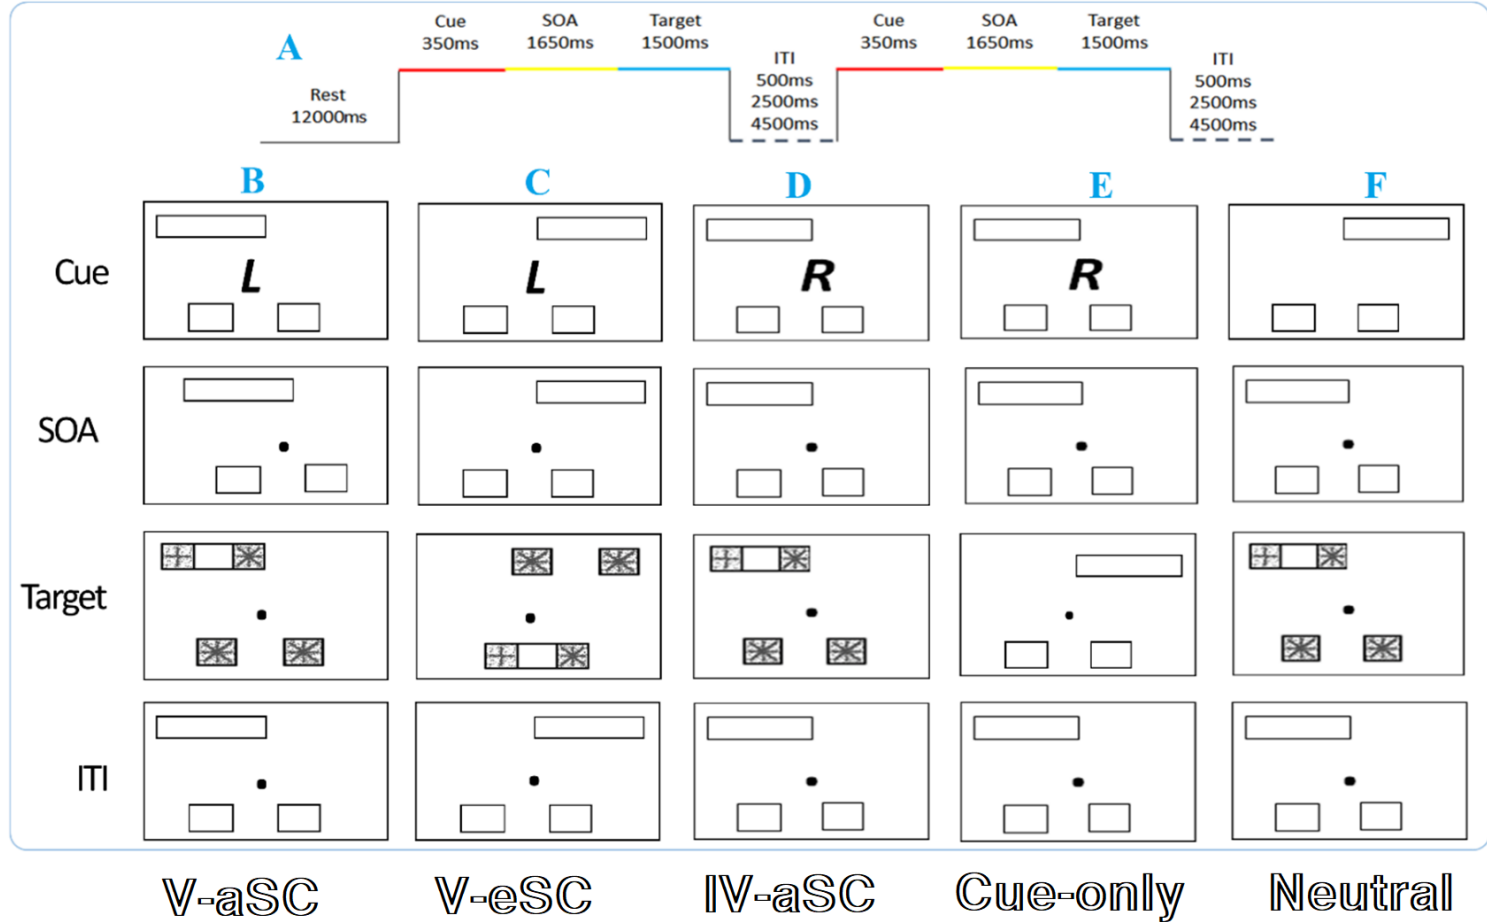 A
Rest
12000ms
Cue
350ms
SOA
1650ms
Target
1500ms
ITI
500ms
2500ms
4500ms
Cue
350ms
SOA
1650ms
Target
1500ms
ITI
500ms
2500ms
4500ms
B C D E F
Cue L L R R
SOA
Target
ITI
V-aSC V-eSC IV-aSC Cue-only Neutral